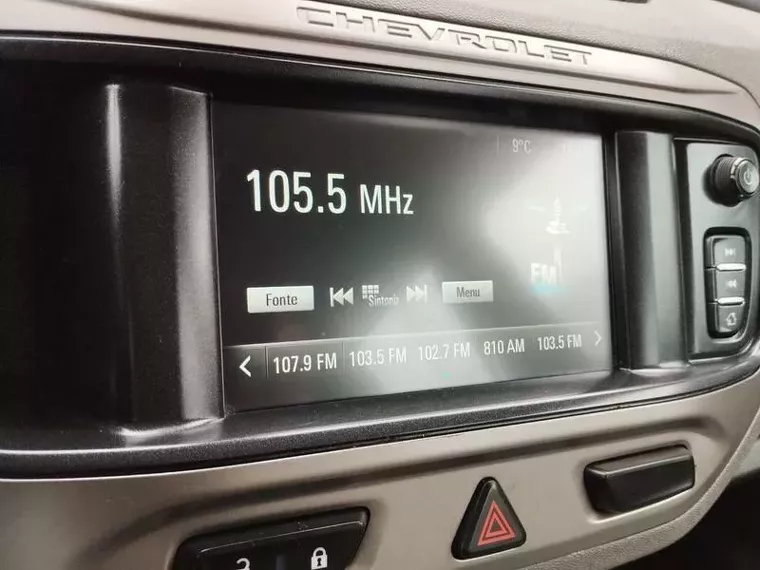 CHEVROLET
9°C
105.5 MHz
FM
Fonte Sintonia Menu
107.9 FM 103.5 FM 102.7 FM 810 AM 103.5 FM